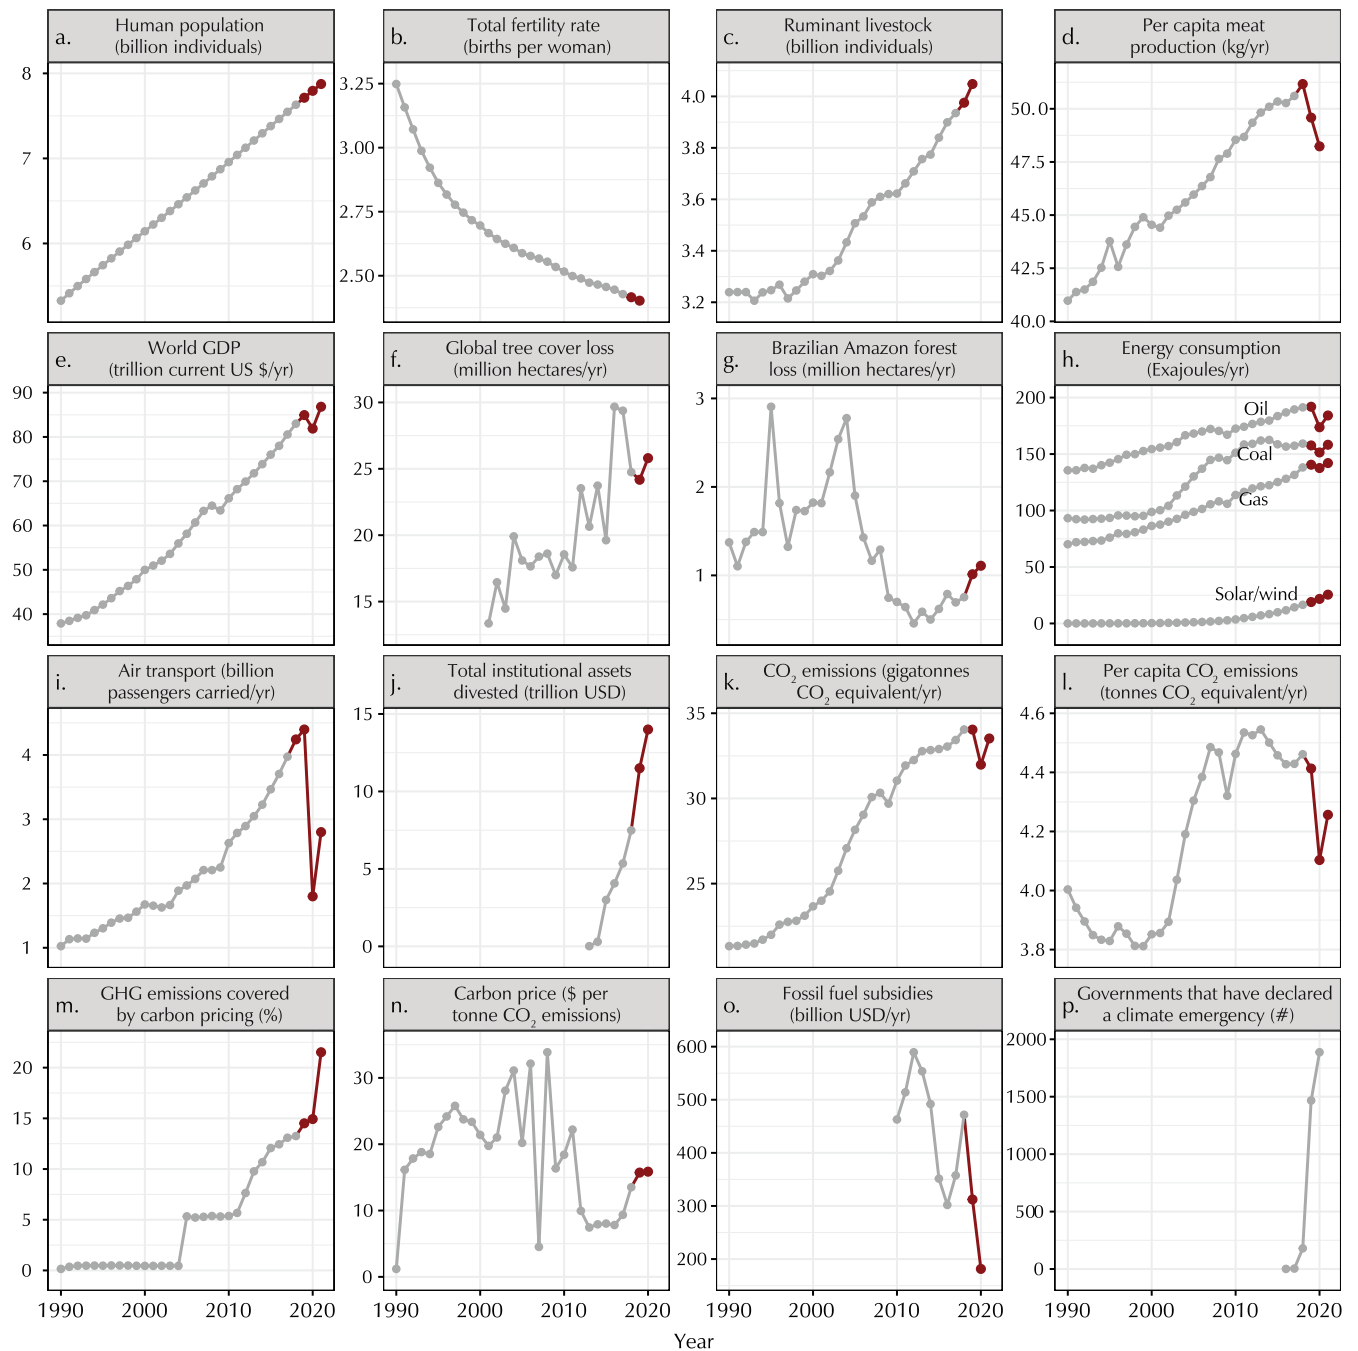 a. Human population
(billion individuals)
b. Total fertility rate
(births per woman)
c. Ruminant livestock
(billion individuals)
d. Per capita meat
production (kg/yr)
8
7
6
3.25
3.00
2.75
2.50
4.0
3.8
3.6
3.4
3.2
50.0
47.5
45.0
42.5
40.0
e. World GDP
(trillion current US $/yr)
f. Global tree cover loss
(million hectares/yr)
g. Brazilian Amazon forest
loss (million hectares/yr)
h. Energy consumption
(Exajoules/yr)
90
80
70
60
50
40
30
25
20
15
3
2
1
200
150
100
50
0
Oil
Coal
Gas
Solar/wind
i. Air transport (billion
passengers carried/yr)
j. Total institutional assets
divested (trillion USD)
k. CO2 emissions (gigatonnes
CO2 equivalent/yr)
l. Per capita CO2 emissions
(tonnes CO2 equivalent/yr)
4
3
2
1
15
10
5
0
35
30
25
4.6
4.4
4.2
4.0
3.8
m. GHG emissions covered
by carbon pricing (%)
n. Carbon price ($ per
tonne CO2 emissions)
o. Fossil fuel subsidies
(billion USD/yr)
p. Governments that have declared
a climate emergency (#)
20
15
10
5
0
30
20
10
0
600
500
400
300
200
2000
1500
1000
500
0
1990 2000 2010 2020
1990 2000 2010 2020
1990 2000 2010 2020
1990 2000 2010 2020
Year